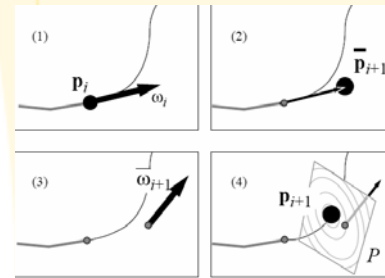 (1)
p_i
ω_i
(2)
p̄_{i+1}
(3)
ω̄_{i+1}
(4)
p_{i+1}
P